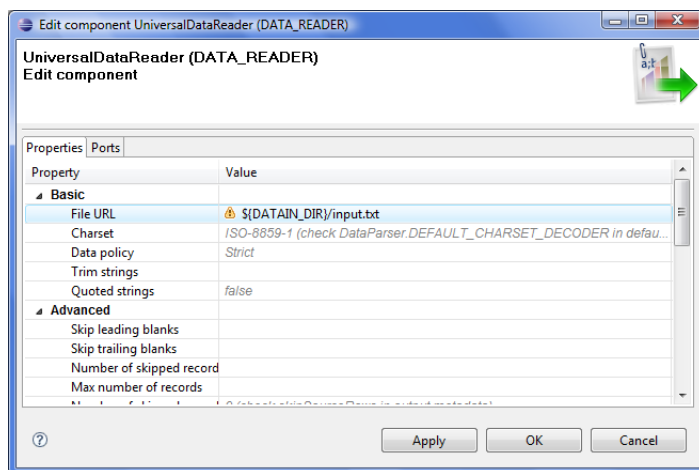 Edit component UniversalDataReader (DATA_READER)
UniversalDataReader (DATA_READER)
Edit component
a;t
Properties Ports
Property Value
Basic
File URL ${DATAIN_DIR}/input.txt
Charset ISO-8859-1 (check DataParser.DEFAULT_CHARSET_DECODER in defau...
Data policy Strict
Trim strings
Quoted strings false
Advanced
Skip leading blanks
Skip trailing blanks
Number of skipped record
Max number of records
Apply OK Cancel